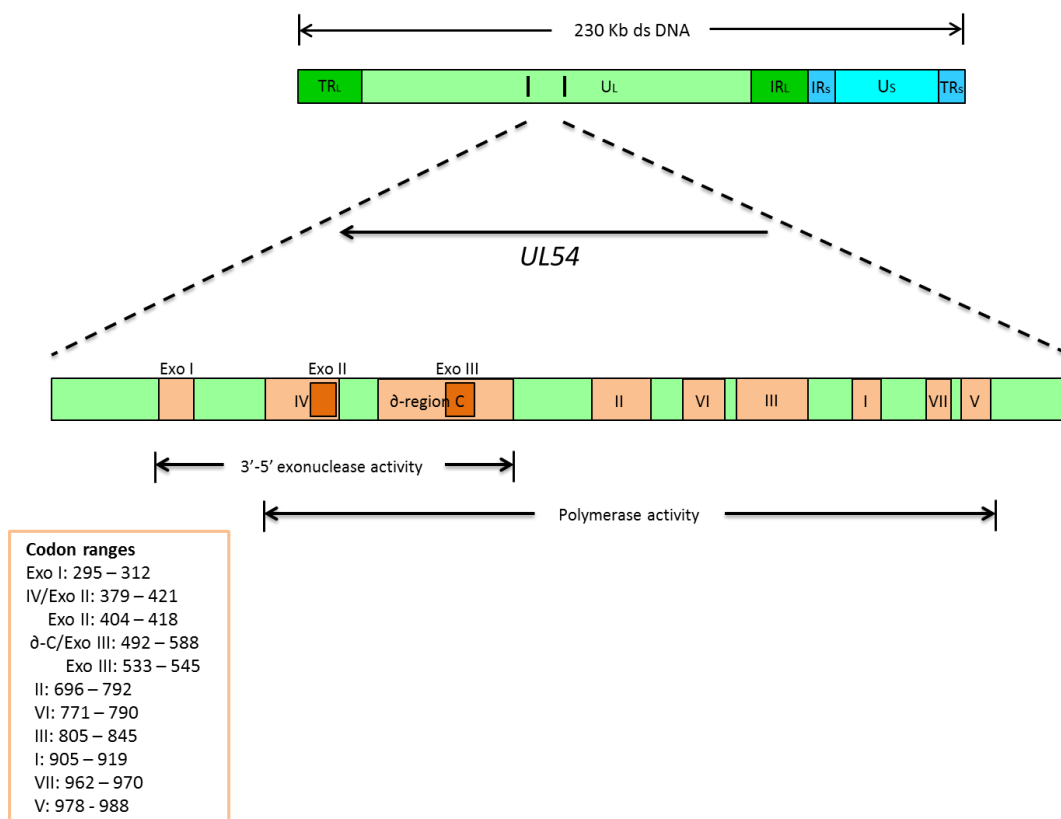 230 Kb ds DNA
TRL UL IRL IRS US TRS
UL54
Exo I Exo II Exo III
IV ∂-region C II VI III I VII V
3’-5’ exonuclease activity
Polymerase activity
Codon ranges
Exo I: 295 – 312
IV/Exo II: 379 – 421
Exo II: 404 – 418
∂-C/Exo III: 492 – 588
Exo III: 533 – 545
II: 696 – 792
VI: 771 – 790
III: 805 – 845
I: 905 – 919
VII: 962 – 970
V: 978 - 988